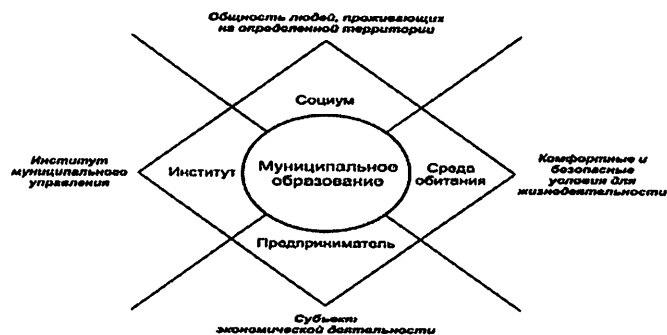 Общность людей, проживающих
на определенной территории
Социум
Институт
муниципального
управления
Институт
Муниципальное
образование
Среда
обитания
Комфортные и
безопасные
условия для
жизнедеятельности
Предприниматель
Субъект
экономической деятельности